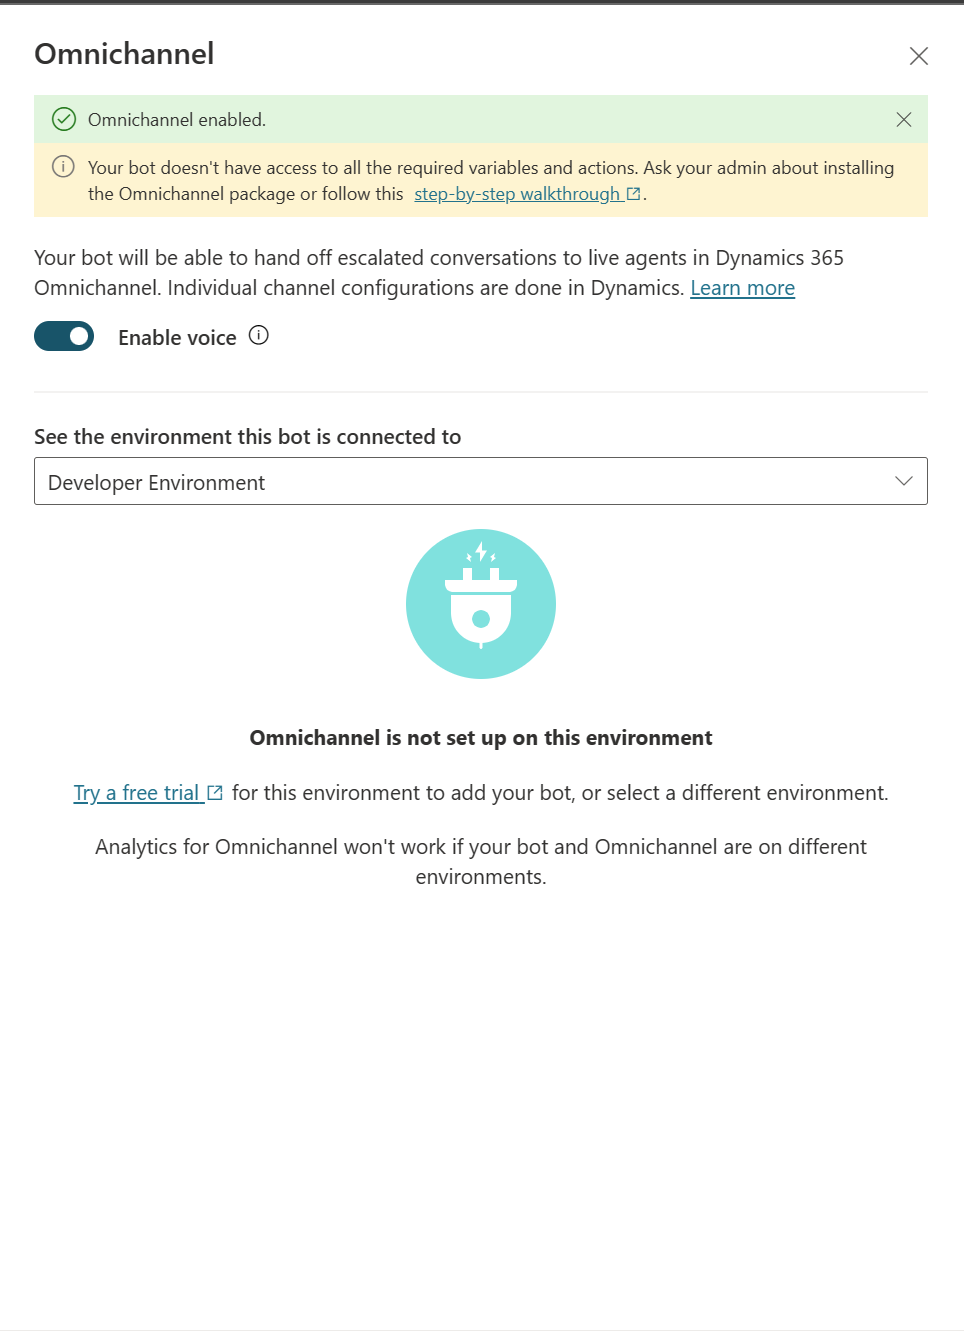 Omnichannel
Omnichannel enabled.
Your bot doesn't have access to all the required variables and actions. Ask your admin about installing
the Omnichannel package or follow this step-by-step walkthrough.
Your bot will be able to hand off escalated conversations to live agents in Dynamics 365
Omnichannel. Individual channel configurations are done in Dynamics. Learn more
Enable voice
See the environment this bot is connected to
Developer Environment
Omnichannel is not set up on this environment
Try a free trial for this environment to add your bot, or select a different environment.
Analytics for Omnichannel won't work if your bot and Omnichannel are on different
environments.